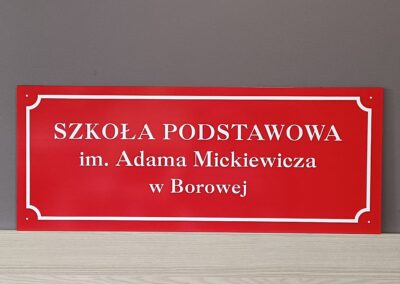 SZKOŁA PODSTAWOWA
im. Adama Mickiewicza
w Borowej